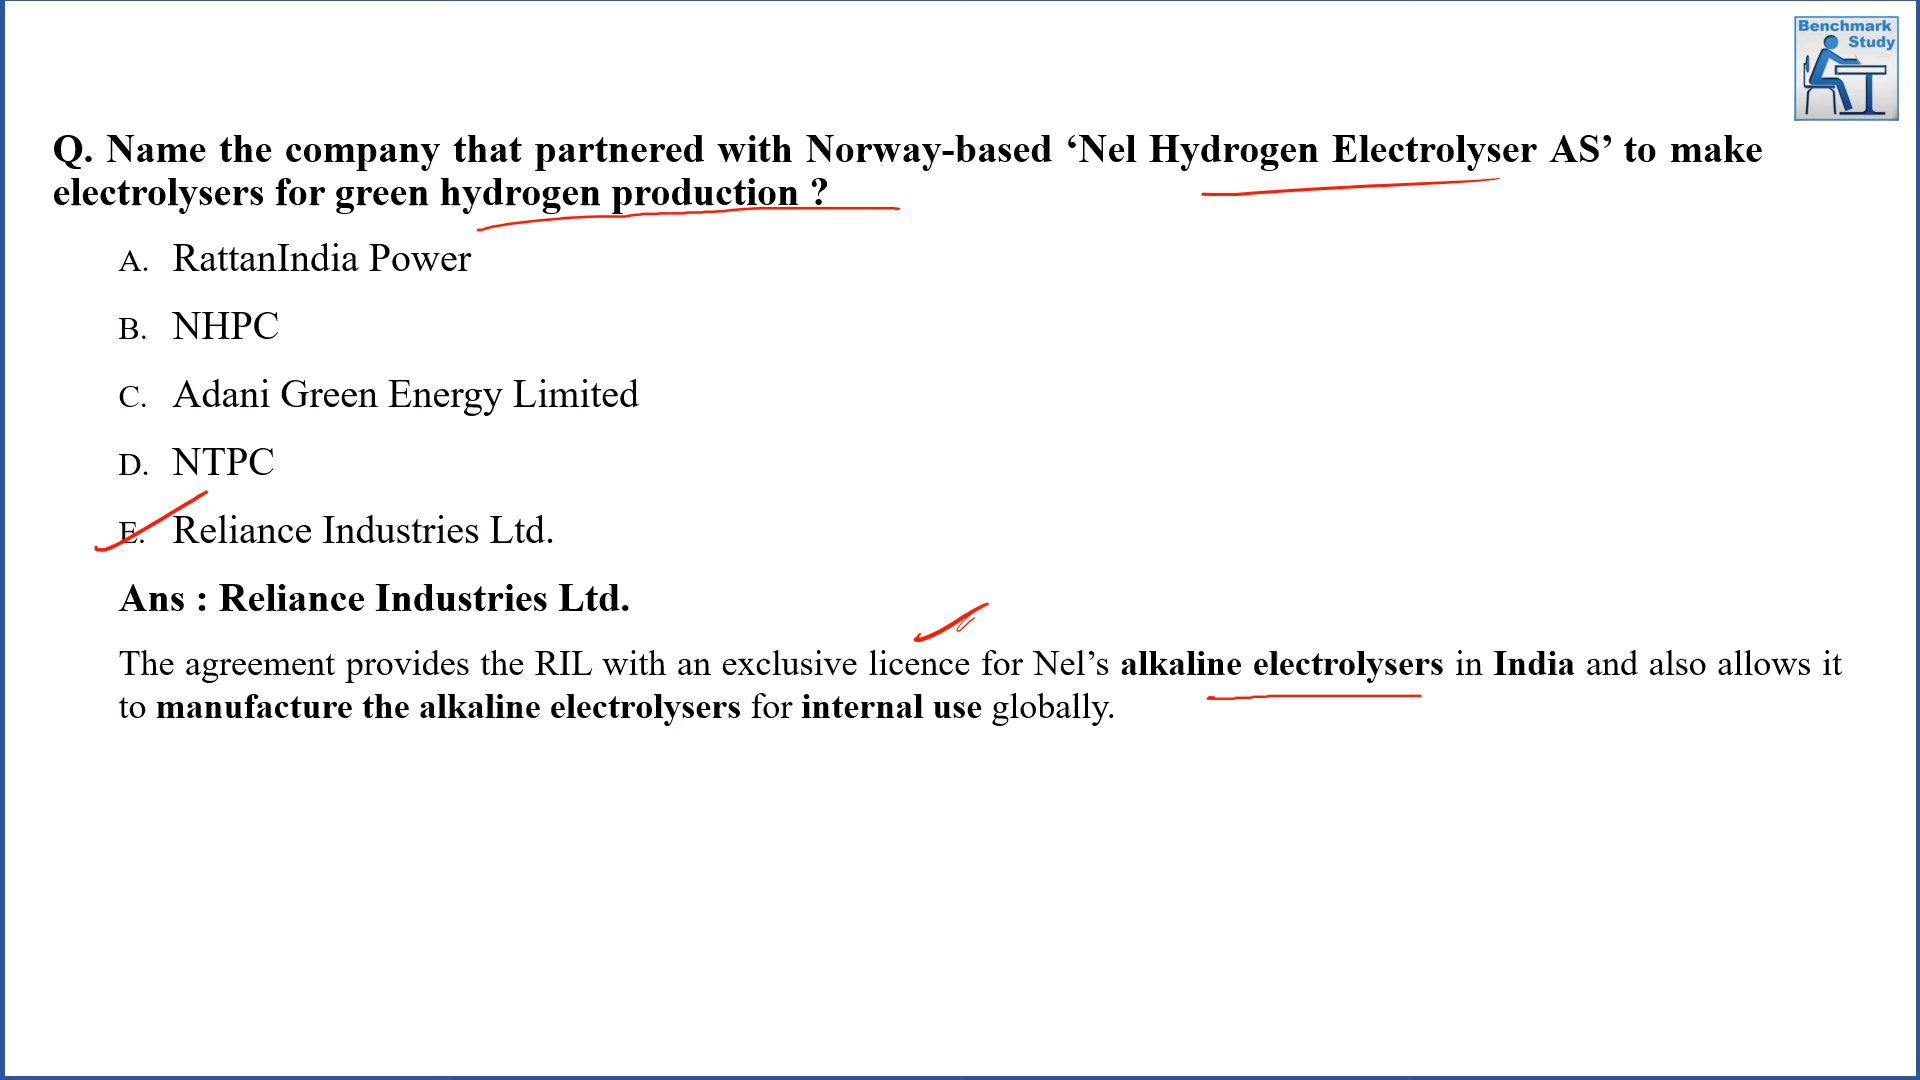 Benchmark
Study
Q. Name the company that partnered with Norway-based ‘Nel Hydrogen Electrolyser AS’ to make
electrolysers for green hydrogen production ?
A. RattanIndia Power
B. NHPC
C. Adani Green Energy Limited
D. NTPC
E. Reliance Industries Ltd.
Ans : Reliance Industries Ltd.
The agreement provides the RIL with an exclusive licence for Nel’s alkaline electrolysers in India and also allows it
to manufacture the alkaline electrolysers for internal use globally.